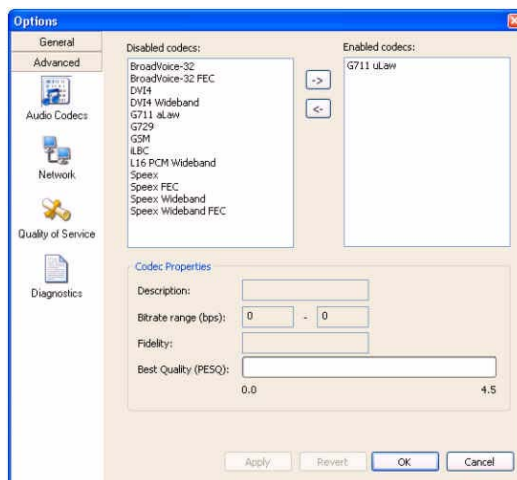 Options
General
Advanced
Audio Codecs
Network
Quality of Service
Diagnostics
Disabled codecs:
BroadVoice-32
BroadVoice-32 FEC
DVI4
DVI4 Wideband
G711 aLaw
G729
GSM
iLBC
L16 PCM Wideband
Speex
Speex FEC
Speex Wideband
Speex Wideband FEC
->
<-
Enabled codecs:
G711 uLaw
Codec Properties
Description:
Bitrate range (bps): 0 - 0
Fidelity:
Best Quality (PESQ):
0.0 4.5
Apply Revert OK Cancel